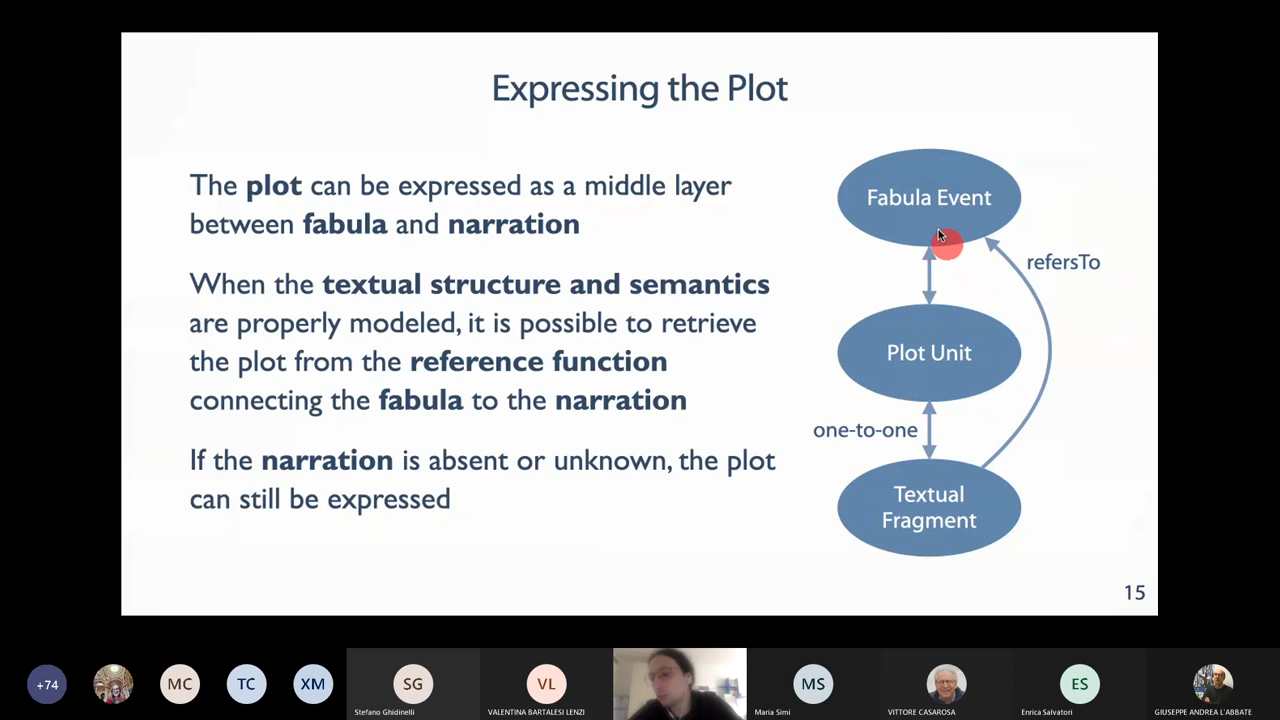 Expressing the Plot
The plot can be expressed as a middle layer
between fabula and narration
When the textual structure and semantics
are properly modeled, it is possible to retrieve
the plot from the reference function
connecting the fabula to the narration
If the narration is absent or unknown, the plot
can still be expressed
Fabula Event
refersTo
Plot Unit
one-to-one
Textual
Fragment
15
+74
MC
TC
XM
SG
VL
MS
ES
Stefano Ghidinelli
VALENTINA BARTALESI LENZI
Maria Simi
VITTORE CASAROSA
Enrica Salvatori
GIUSEPPE ANDREA L'ABBATE